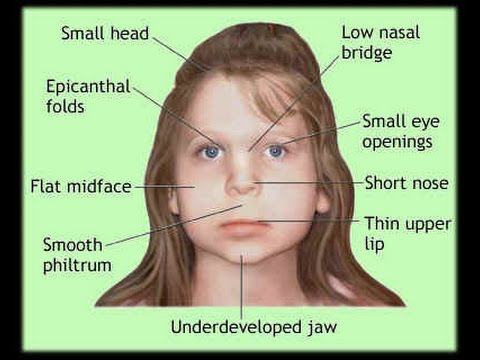 Small head
Low nasal
bridge
Epicanthal
folds
Small eye
openings
Flat midface
Short nose
Thin upper
lip
Smooth
philtrum
Underdeveloped jaw